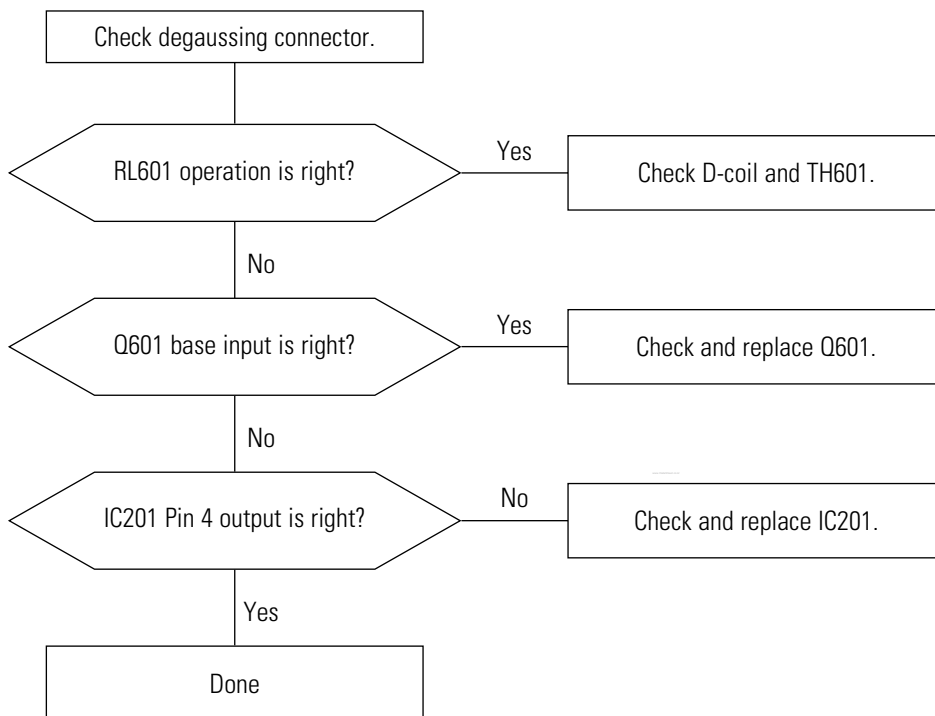 Check degaussing connector.
RL601 operation is right?
Yes
Check D-coil and TH601.
No
Q601 base input is right?
Yes
Check and replace Q601.
No
IC201 Pin 4 output is right?
No
Check and replace IC201.
Yes
Done